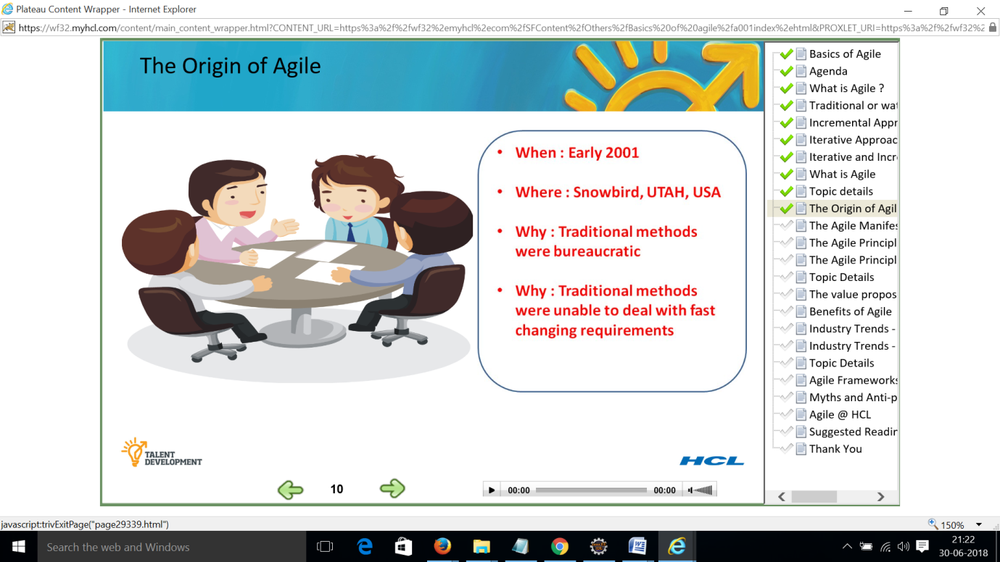 Plateau Content Wrapper - Internet Explorer
https://wf32.myhcl.com/content/main_content_wrapper.html?CONTENT_URL=https%3a%2f%2fwf32%2emyhcl%2ecom%2fSFContent%2fOthers%2fBasics%20of%20agile%2fa001index%2ehtml&PROXLET_URI=https%3a%2f%2fwf32%2
The Origin of Agile
• When : Early 2001
• Where : Snowbird, UTAH, USA
• Why : Traditional methods
were bureaucratic
• Why : Traditional methods
were unable to deal with fast
changing requirements
TALENT
DEVELOPMENT
HCL
10
00:00 00:00
Basics of Agile
Agenda
What is Agile ?
Traditional or wat
Incremental Appr
Iterative Approac
Iterative and Incr
What is Agile
Topic details
The Origin of Agil
The Agile Manifes
The Agile Principl
The Agile Principl
Topic Details
The value propos
Benefits of Agile
Industry Trends -
Industry Trends -
Topic Details
Agile Frameworks
Myths and Anti-p
Agile @ HCL
Suggested Readin
Thank You
javascript:trivExitPage("page29339.html")
150%
Search the web and Windows
21:22
30-06-2018